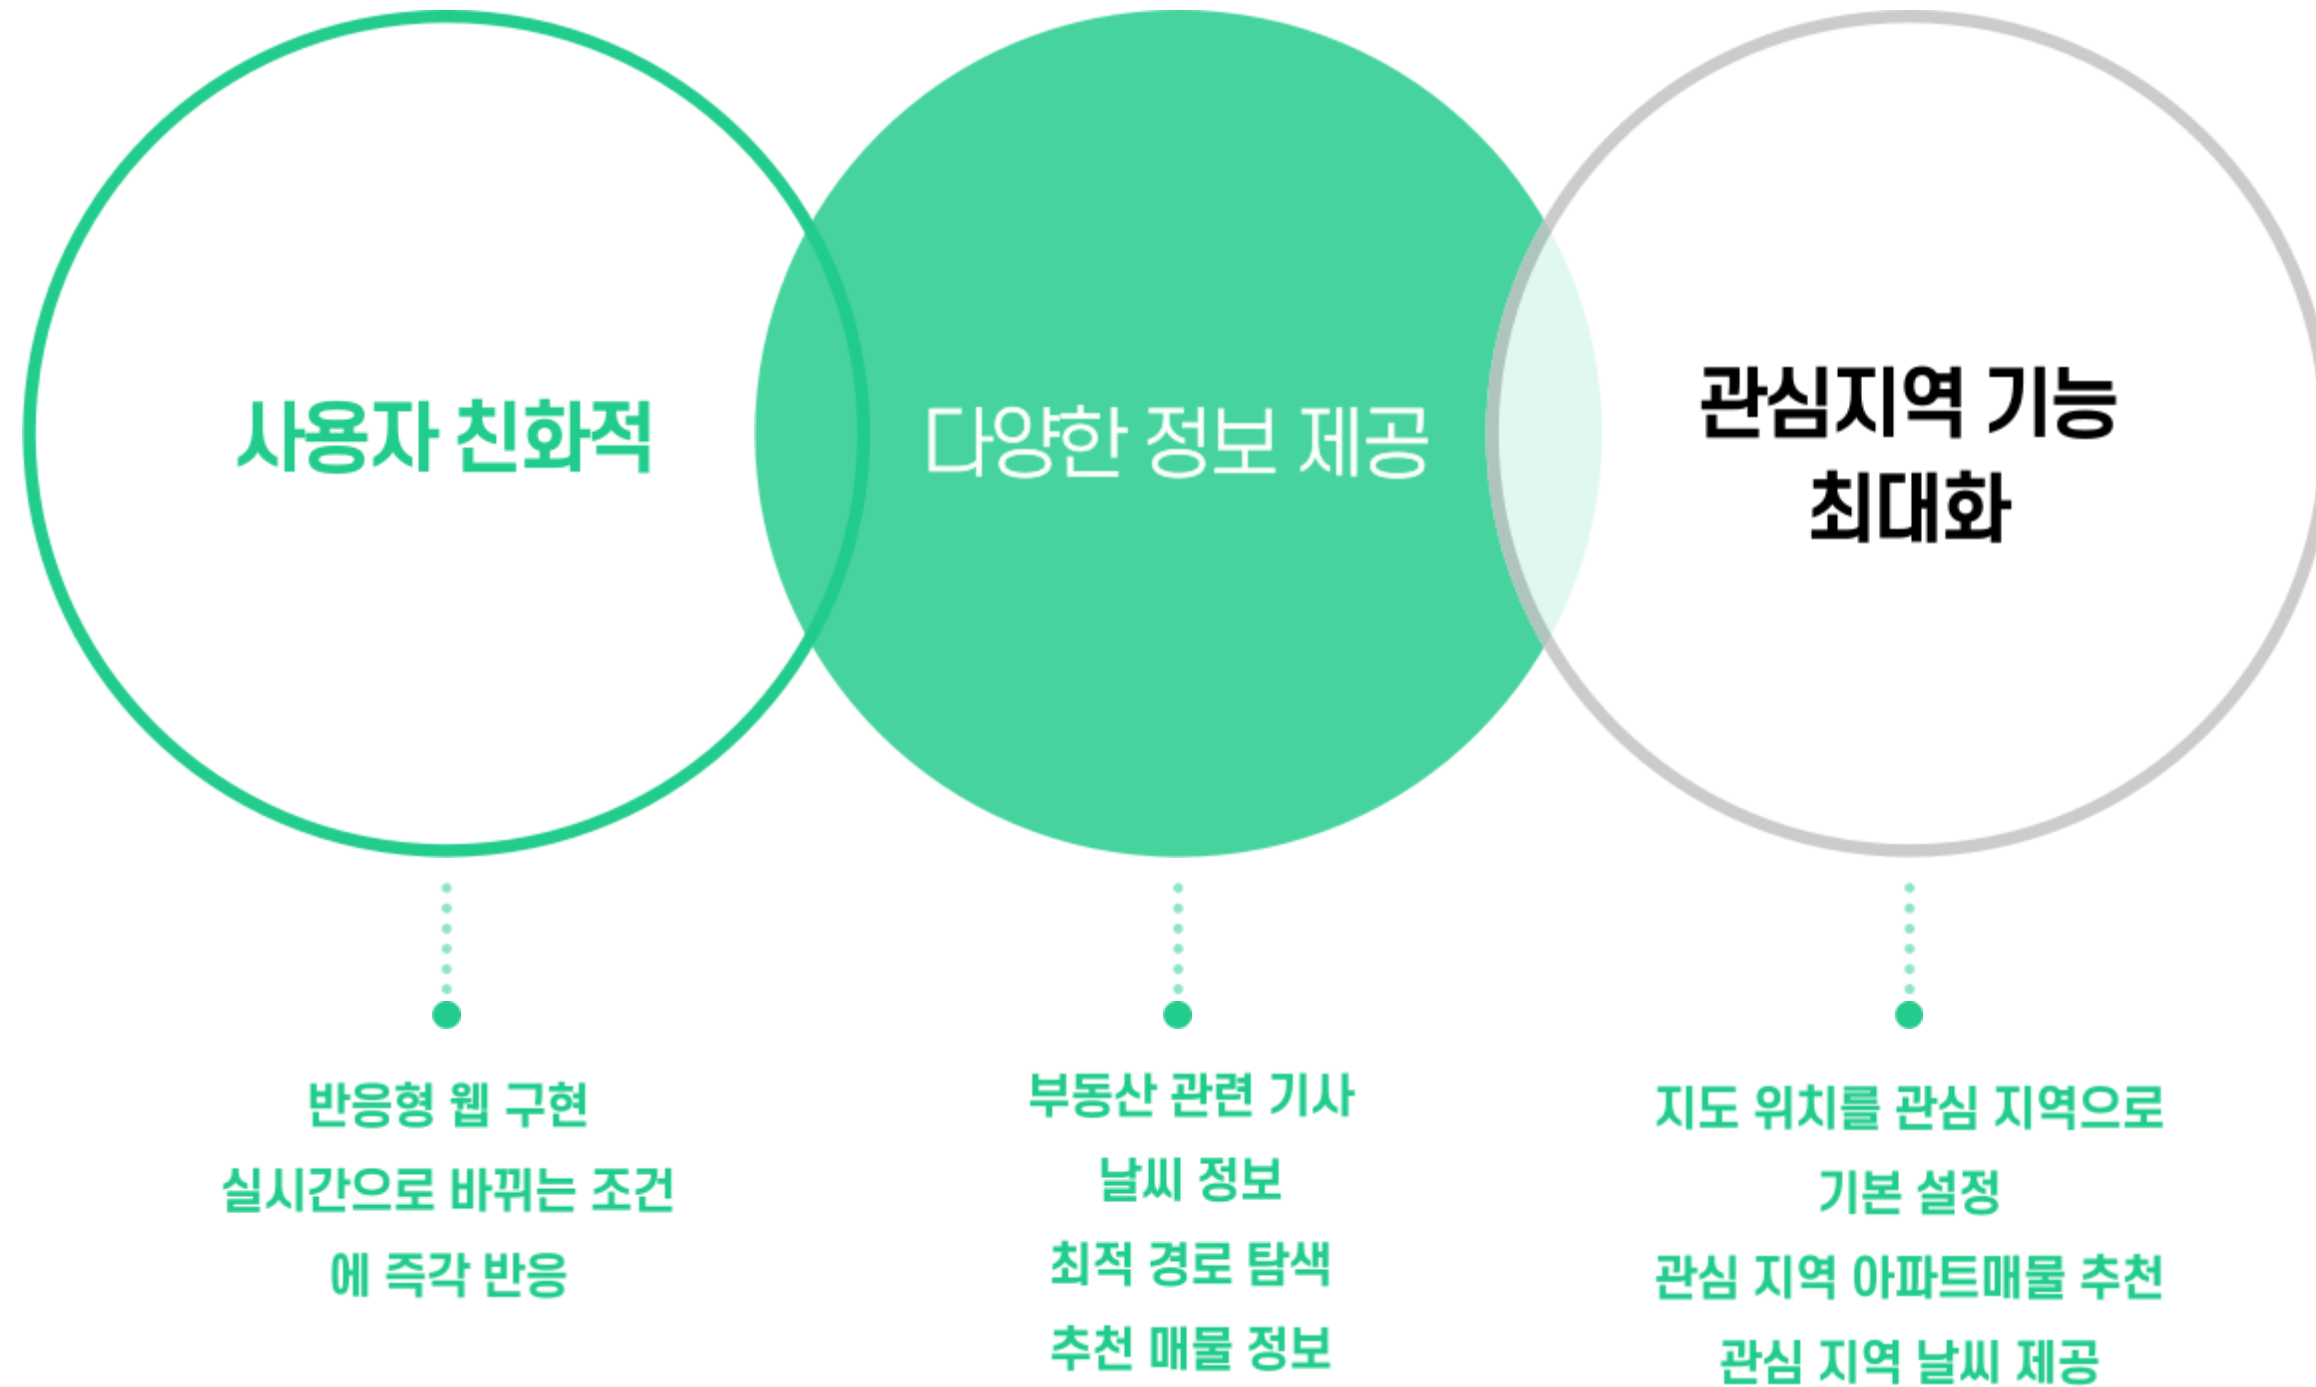 사용자 친화적
다양한 정보 제공
관심지역 기능
최대화
반응형 웹 구현
실시간으로 바뀌는 조건
에 즉각 반응
부동산 관련 기사
날씨 정보
최적 경로 탐색
추천 매물 정보
지도 위치를 관심 지역으로
기본 설정
관심 지역 아파트매물 추천
관심 지역 날씨 제공